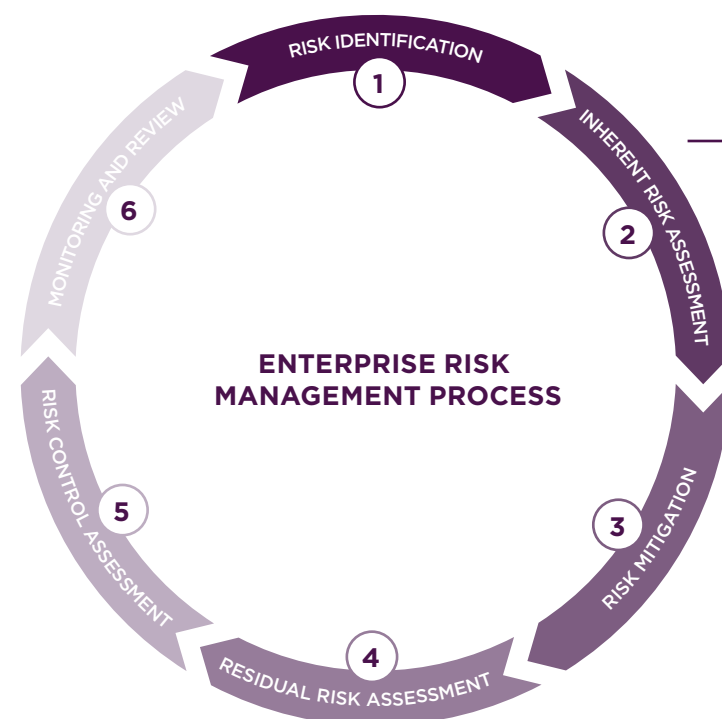 RISK IDENTIFICATION
1
INHERENT RISK ASSESSMENT
2
RISK MITIGATION
3
RESIDUAL RISK ASSESSMENT
4
RISK CONTROL ASSESSMENT
5
MONITORING AND REVIEW
6
ENTERPRISE RISK
MANAGEMENT PROCESS